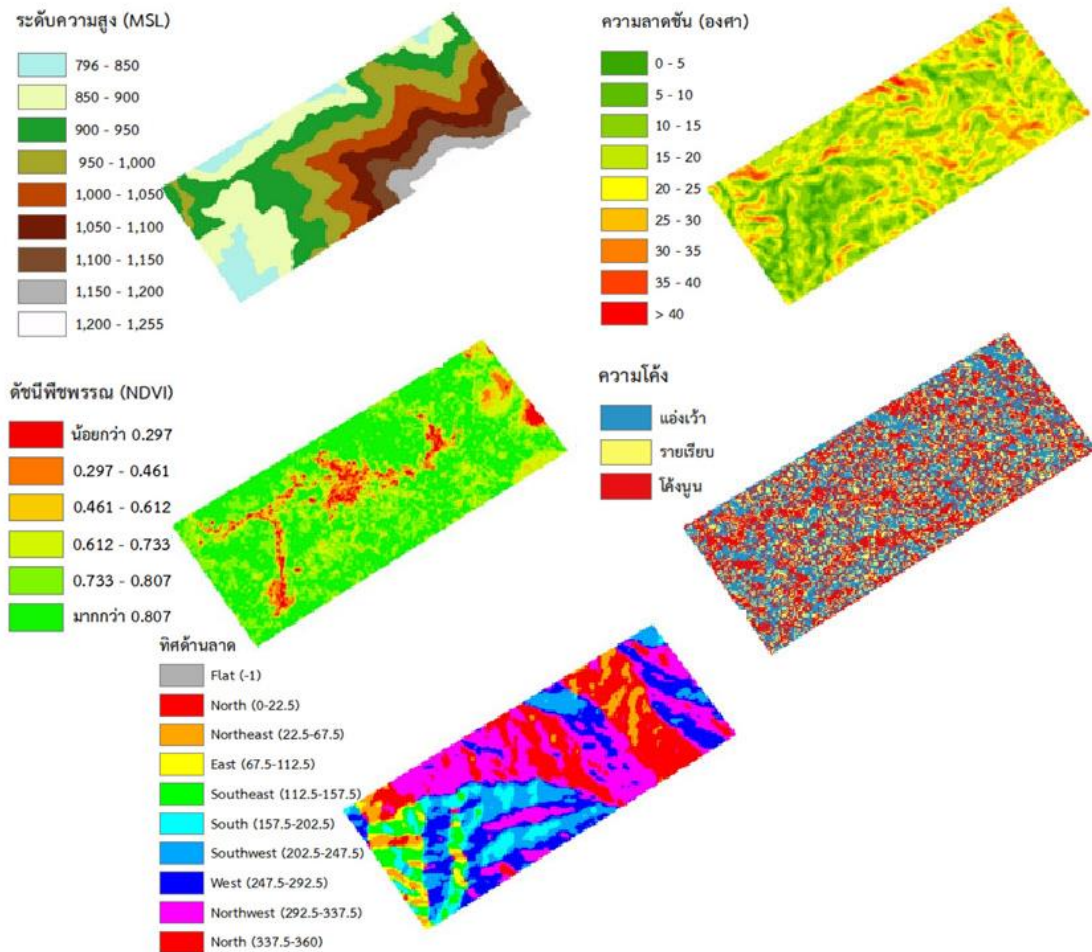 ระดับความสูง (MSL)
796 - 850
850 - 900
900 - 950
950 - 1,000
1,000 - 1,050
1,050 - 1,100
1,100 - 1,150
1,150 - 1,200
1,200 - 1,255
ความลาดชัน (องศา)
0 - 5
5 - 10
10 - 15
15 - 20
20 - 25
25 - 30
30 - 35
35 - 40
> 40
ดัชนีพืชพรรณ (NDVI)
น้อยกว่า 0.297
0.297 - 0.461
0.461 - 0.612
0.612 - 0.733
0.733 - 0.807
มากกว่า 0.807
ความโค้ง
แอ่งเว้า
รายเรียบ
โค้งนูน
ทิศด้านลาด
Flat (-1)
North (0-22.5)
Northeast (22.5-67.5)
East (67.5-112.5)
Southeast (112.5-157.5)
South (157.5-202.5)
Southwest (202.5-247.5)
West (247.5-292.5)
Northwest (292.5-337.5)
North (337.5-360)